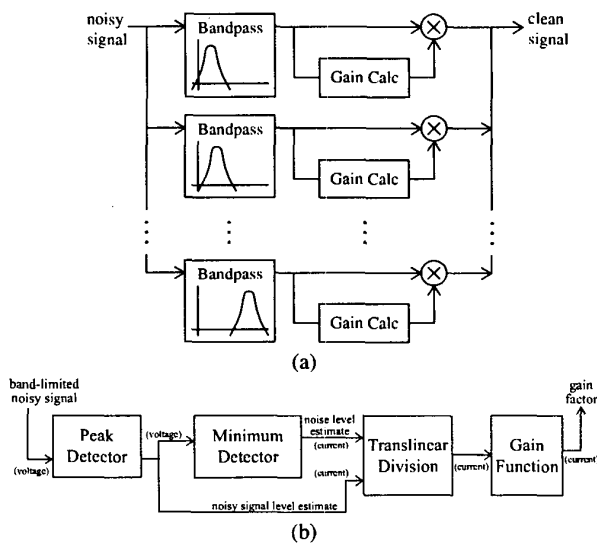 noisy
signal
Bandpass
clean
signal
Gain Calc
Bandpass
Gain Calc
Bandpass
Gain Calc
(a)
band-limited
noisy signal
(voltage)
Peak
Detector
(voltage)
Minimum
Detector
noise level
estimate
(current)
(current)
noisy signal level estimate
Translinear
Division
(current)
Gain
Function
gain
factor
(current)
(b)